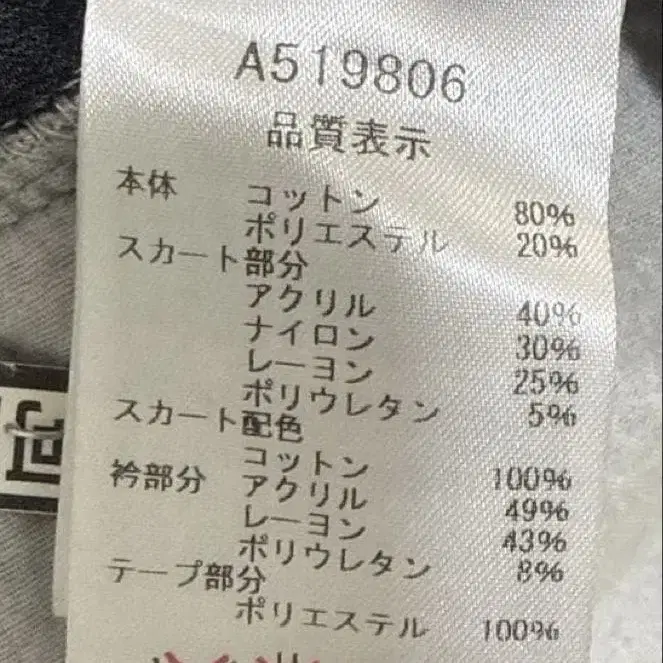 A519806
品質表示
本体 コットン 80%
ポリエステル 20%
スカート部分
アクリル 40%
ナイロン 30%
レーヨン 25%
ポリウレタン 5%
スカート配色
コットン 100%
衿部分 アクリル 49%
レーヨン 43%
ポリウレタン 8%
テープ部分
ポリエステル 100%